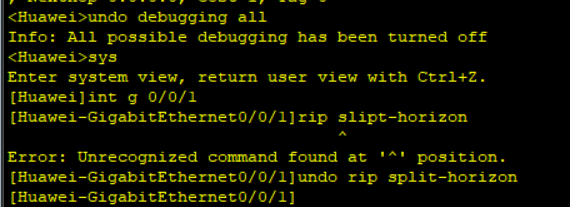 <Huawei>undo debugging all
Info: All possible debugging has been turned off
<Huawei>sys
Enter system view, return user view with Ctrl+Z.
[Huawei]int g 0/0/1
[Huawei-GigabitEthernet0/0/1]rip slipt-horizon
^
Error: Unrecognized command found at '^' position.
[Huawei-GigabitEthernet0/0/1]undo rip split-horizon
[Huawei-GigabitEthernet0/0/1]